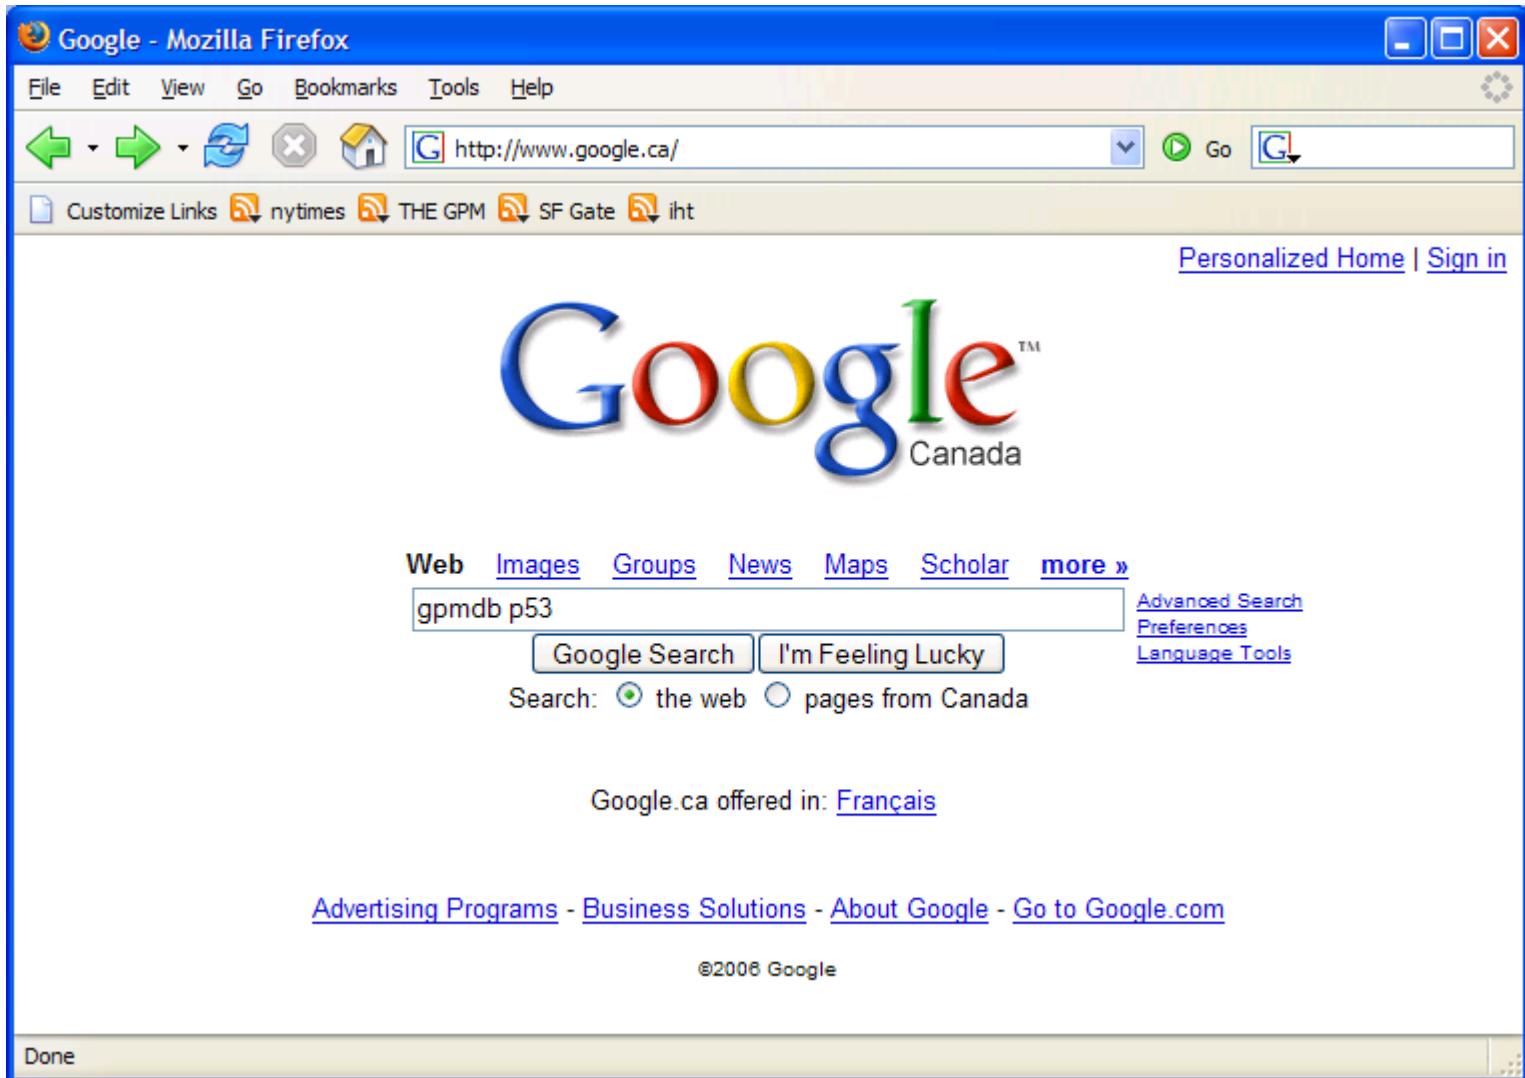 Google - Mozilla Firefox
File Edit View Go Bookmarks Tools Help
G http://www.google.ca/ Go G
Customize Links nytimes THE GPM SF Gate iht
Personalized Home | Sign in
Google™
Canada
Web Images Groups News Maps Scholar more »
gpmdb p53
Advanced Search
Preferences
Language Tools
Google Search I'm Feeling Lucky
Search: the web pages from Canada
Google.ca offered in: Français
Advertising Programs - Business Solutions - About Google - Go to Google.com
©2006 Google
Done